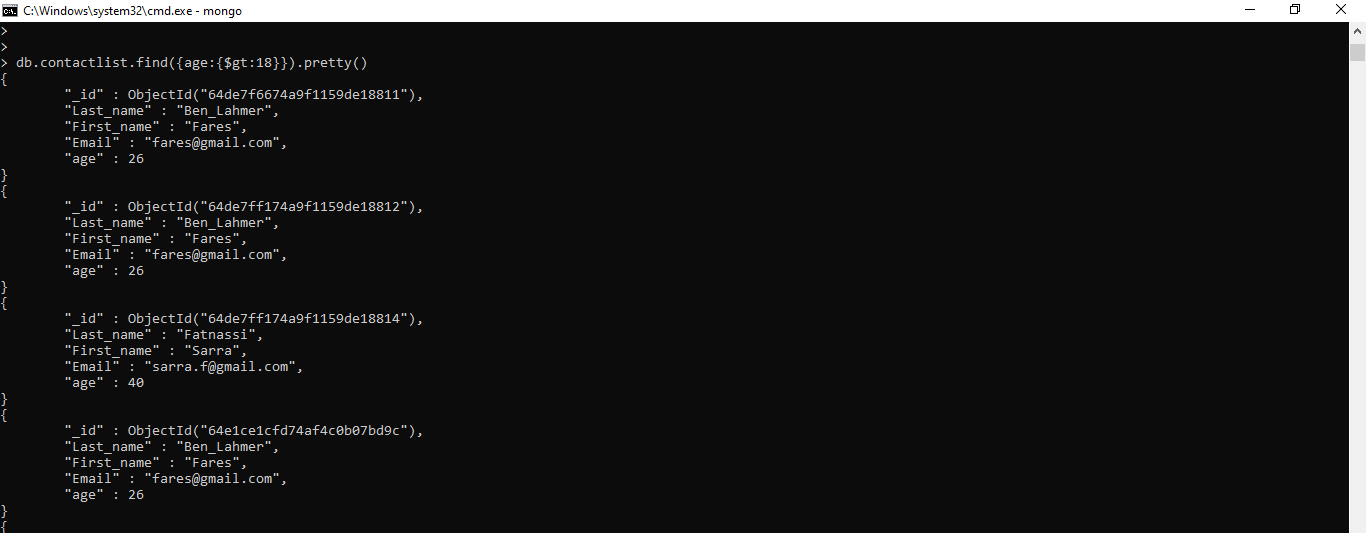 C:\Windows\system32\cmd.exe - mongo
>
>
> db.contactlist.find({age:{$gt:18}}).pretty()
{
"_id" : ObjectId("64de7f6674a9f1159de18811"),
"Last_name" : "Ben_Lahmer",
"First_name" : "Fares",
"Email" : "fares@gmail.com",
"age" : 26
}
{
"_id" : ObjectId("64de7ff174a9f1159de18812"),
"Last_name" : "Ben_Lahmer",
"First_name" : "Fares",
"Email" : "fares@gmail.com",
"age" : 26
}
{
"_id" : ObjectId("64de7ff174a9f1159de18814"),
"Last_name" : "Fatnassi",
"First_name" : "Sarra",
"Email" : "sarra.f@gmail.com",
"age" : 40
}
{
"_id" : ObjectId("64e1ce1cfd74af4c0b07bd9c"),
"Last_name" : "Ben_Lahmer",
"First_name" : "Fares",
"Email" : "fares@gmail.com",
"age" : 26
}
{